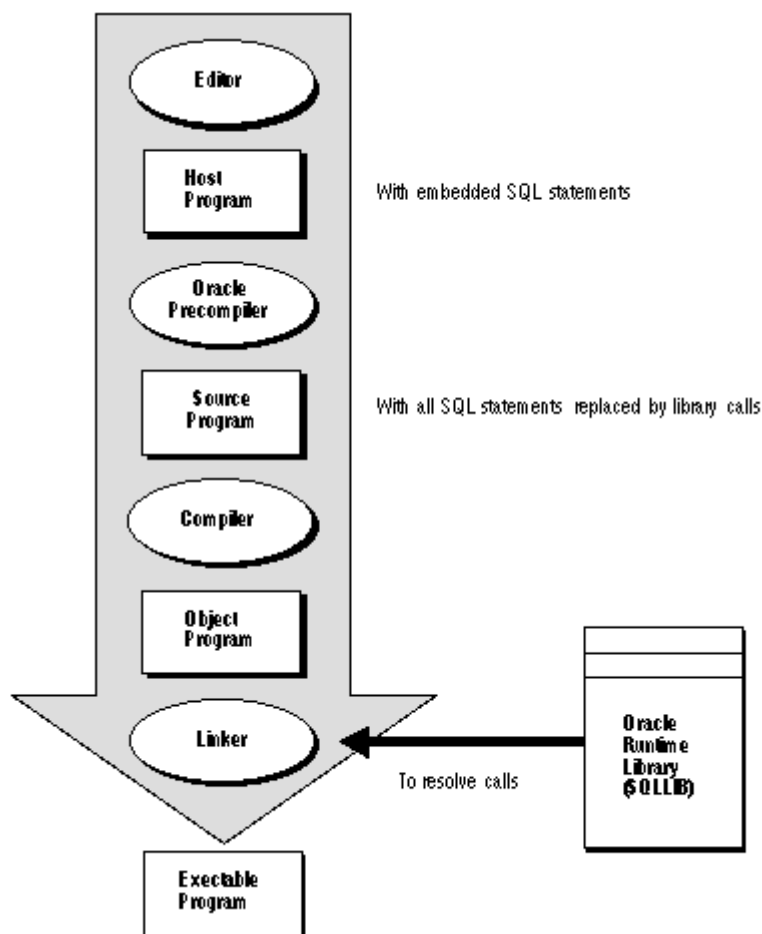 Editor
Host
Program
With embedded SQL statements
Oracle
Precompiler
Source
Program
With all SQL statements replaced by library calls
Compiler
Object
Program
Linker
To resolve calls
Oracle
Runtime
Library
(SQLLIB)
Exectable
Program